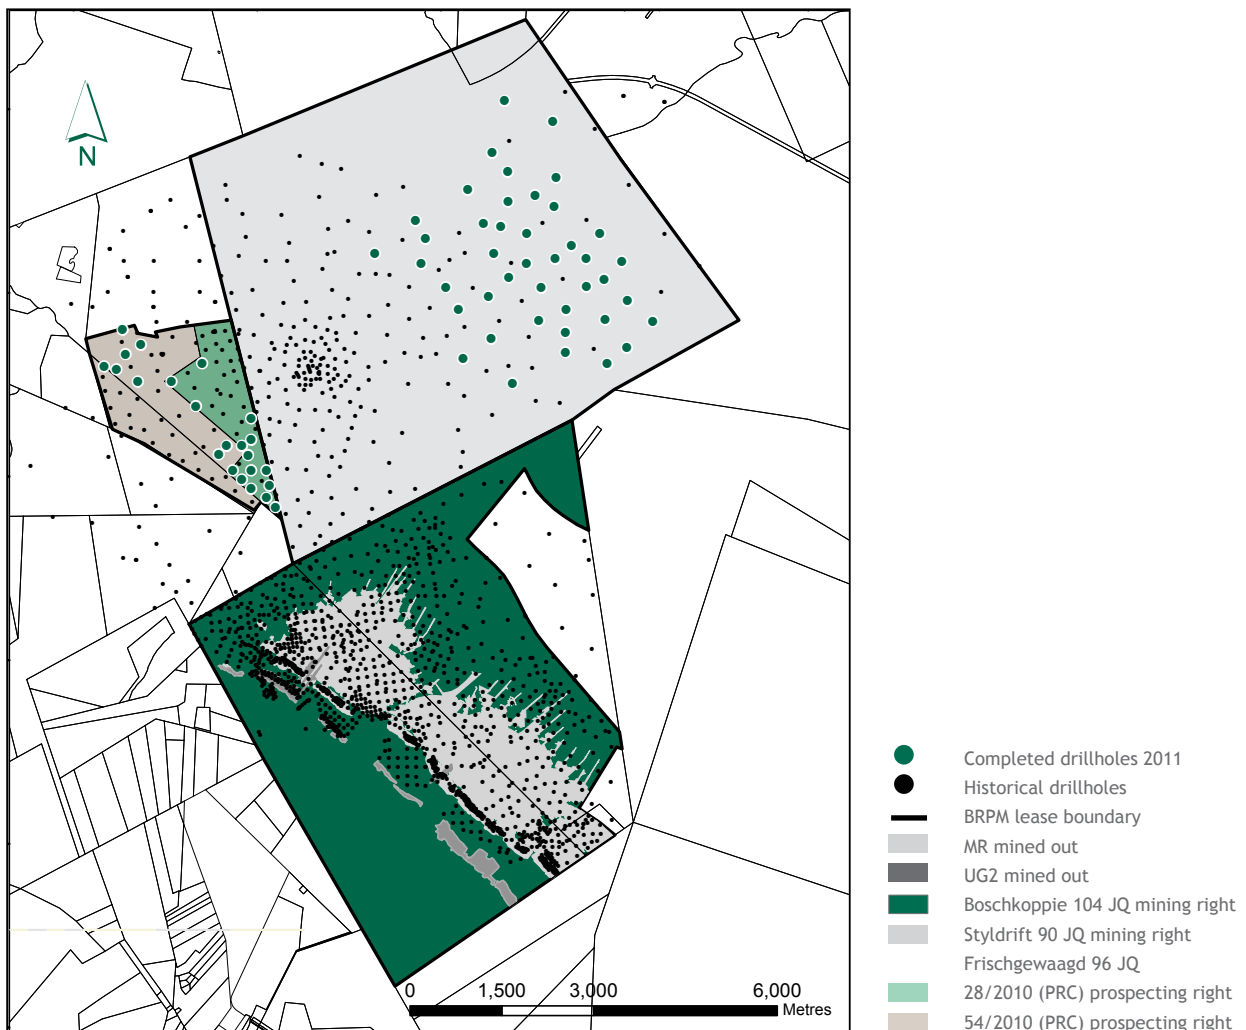 N
0 1,500 3,000 6,000
Metres
Completed drillholes 2011
Historical drillholes
BRPM lease boundary
MR mined out
UG2 mined out
Boschkoppie 104 JQ mining right
Styldrift 90 JQ mining right
Frischgewaagd 96 JQ
28/2010 (PRC) prospecting right
54/2010 (PRC) prospecting right